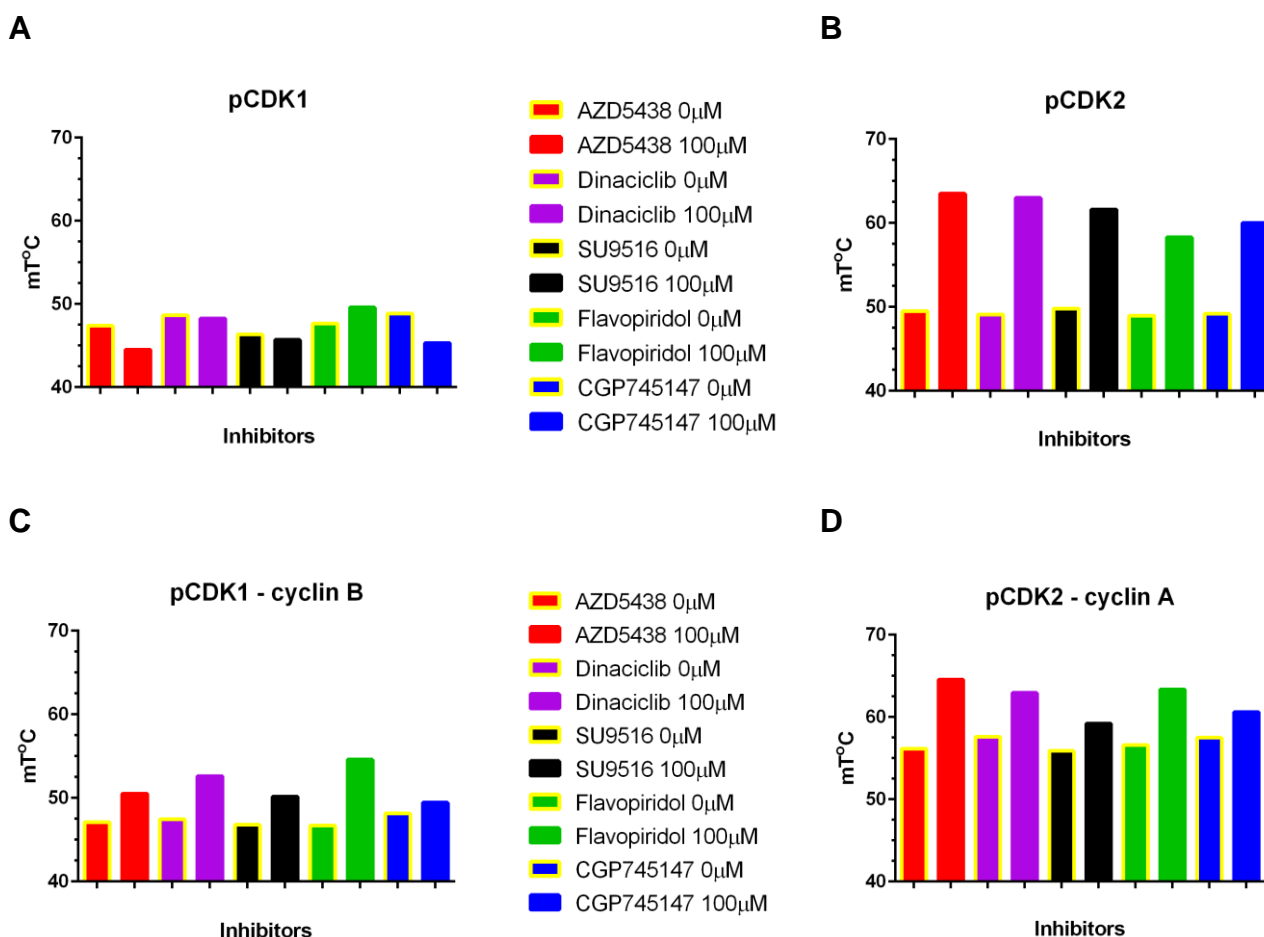 A
B
pCDK1
pCDK2
70
60
50
40
mT°C
Inhibitors
AZD5438 0μM
AZD5438 100μM
Dinaciclib 0μM
Dinaciclib 100μM
SU9516 0μM
SU9516 100μM
Flavopiridol 0μM
Flavopiridol 100μM
CGP745147 0μM
CGP745147 100μM
70
60
50
40
mT°C
Inhibitors
C
D
pCDK1 - cyclin B
pCDK2 - cyclin A
70
60
50
40
mT°C
Inhibitors
AZD5438 0μM
AZD5438 100μM
Dinaciclib 0μM
Dinaciclib 100μM
SU9516 0μM
SU9516 100μM
Flavopiridol 0μM
Flavopiridol 100μM
CGP745147 0μM
CGP745147 100μM
70
60
50
40
mT°C
Inhibitors